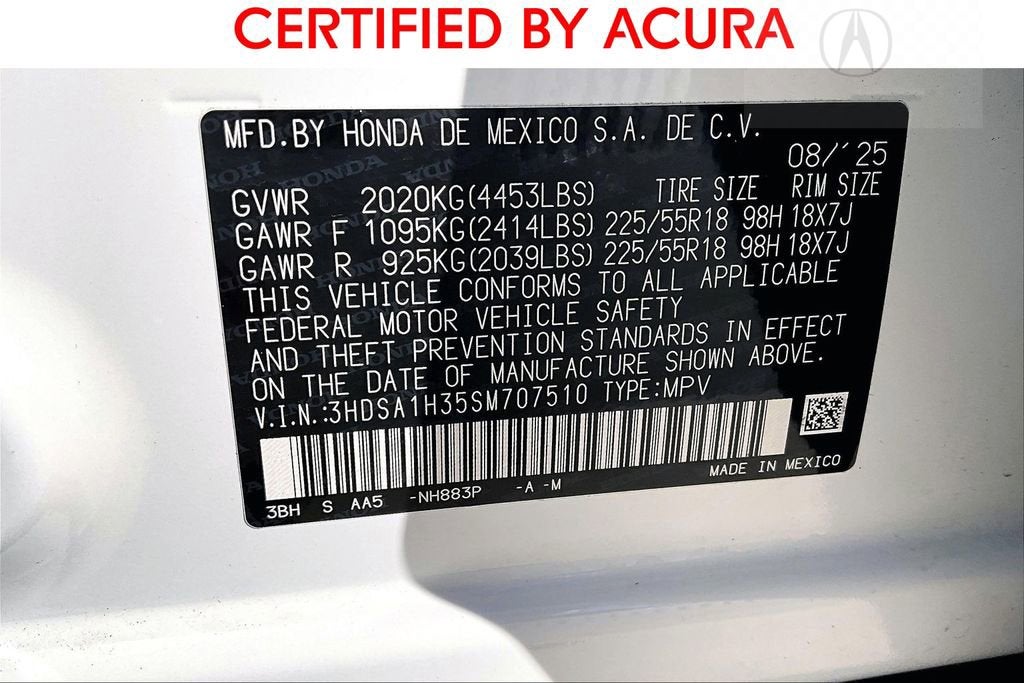 CERTIFIED BY ACURA
MFD.BY HONDA DE MEXICO S.A. DE C.V.
08/'25
GVWR 2020KG(4453LBS) TIRE SIZE RIM SIZE
GAWR F 1095KG(2414LBS) 225/55R18 98H 18X7J
GAWR R 925KG(2039LBS) 225/55R18 98H 18X7J
THIS VEHICLE CONFORMS TO ALL APPLICABLE
FEDERAL MOTOR VEHICLE SAFETY
AND THEFT PREVENTION STANDARDS IN EFFECT
ON THE DATE OF MANUFACTURE SHOWN ABOVE.
V.I.N.:3HDSA1H35SM707510 TYPE:MPV
MADE IN MEXICO
3BH S AA5 -NH883P -A -M